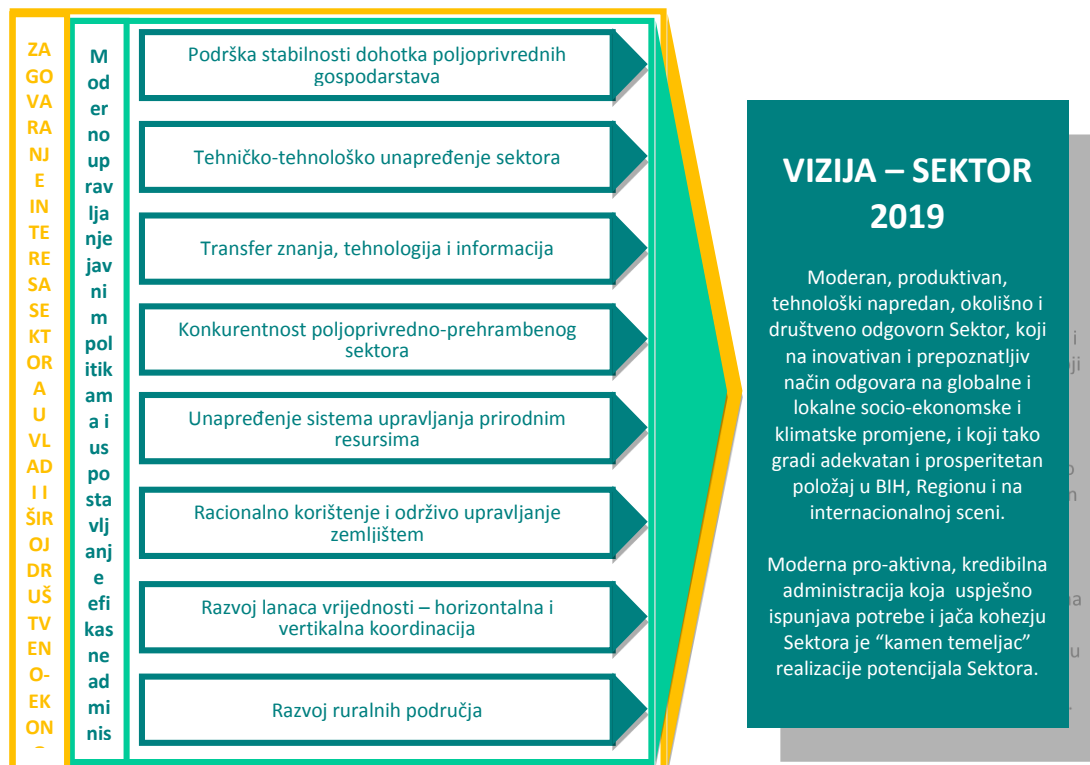 ZA
GO
VA
RA
NJ
E
IN
TE
RE
SA
SE
KT
OR
A
U
VL
AD
I I
ŠIR
OJ
DR
UŠ
TV
EN
O-
EK
ON
M
od
er
no
up
rav
lja
nje
jav
ni
m
pol
itik
am
a i
us
po
sta
vlj
anj
e
efi
kas
ne
ad
mi
nis
Podrška stabilnosti dohotka poljoprivrednih
gospodarstava
Tehničko-tehnološko unapređenje sektora
Transfer znanja, tehnologija i informacija
Konkurentnost poljoprivredno-prehrambenog
sektora
Unapređenje sistema upravljanja prirodnim
resursima
Racionalno korištenje i održivo upravljanje
zemljištem
Razvoj lanaca vrijednosti – horizontalna i
vertikalna koordinacija
Razvoj ruralnih područja
VIZIJA – SEKTOR
2019
Moderan, produktivan,
tehnološki napredan, okolišno i
društveno odgovorn Sektor, koji
na inovativan i prepoznatljiv
način odgovara na globalne i
lokalne socio-ekonomske i
klimatske promjene, i koji tako
gradi adekvatan i prosperitetan
položaj u BIH, Regionu i na
internacionalnoj sceni.
Moderna pro-aktivna, kredibilna
administracija koja uspješno
ispunjava potrebe i jača kohezju
Sektora je “kamen temeljac”
realizacije potencijala Sektora.